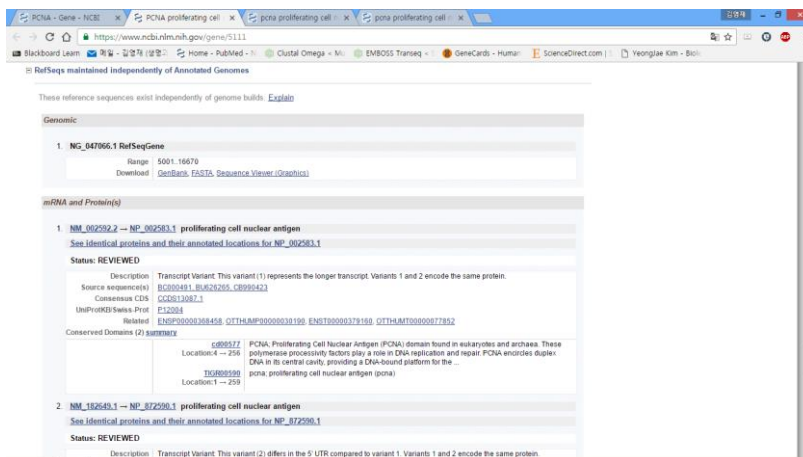 PCNA - Gene - NCBI
PCNA proliferating cell
pcna proliferating cell
pcna proliferating cell
김영재
https://www.ncbi.nlm.nih.gov/gene/5111
Blackboard Learn
Home - PubMed -
Clustal Omega < Mu
EMBOSS Transeq <
GeneCards - Human
ScienceDirect.com |
YeongJae Kim - Biol
RefSeqs maintained independently of Annotated Genomes
These reference sequences exist independently of genome builds. Explain
Genomic
1. NG_047066.1 RefSeqGene
Range 5001..16670
Download GenBank, FASTA, Sequence Viewer (Graphics)
mRNA and Protein(s)
1. NM_002592.2 → NP_002583.1 proliferating cell nuclear antigen
See identical proteins and their annotated locations for NP_002583.1
Status: REVIEWED
Description Transcript Variant: This variant (1) represents the longer transcript. Variants 1 and 2 encode the same protein.
Source sequence(s) BC000491, BU626265, CB990423
Consensus CDS CCDS13087.1
UniProtKB/Swiss-Prot P12004
Related ENSP00000368458, OTTHUMP00000030190, ENST00000379160, OTTHUMT00000077852
Conserved Domains (2) summary
cd00577 PCNA; Proliferating Cell Nuclear Antigen (PCNA) domain found in eukaryotes and archaea. These
Location:4 → 256 polymerase processivity factors play a role in DNA replication and repair. PCNA encircles duplex
DNA in its central cavity, providing a DNA-bound platform for the ...
TIGR00590 pcna; proliferating cell nuclear antigen (pcna)
Location:1 → 259
2. NM_182649.1 → NP_872590.1 proliferating cell nuclear antigen
See identical proteins and their annotated locations for NP_872590.1
Status: REVIEWED
Description Transcript Variant: This variant (2) differs in the 5' UTR compared to variant 1. Variants 1 and 2 encode the same protein.